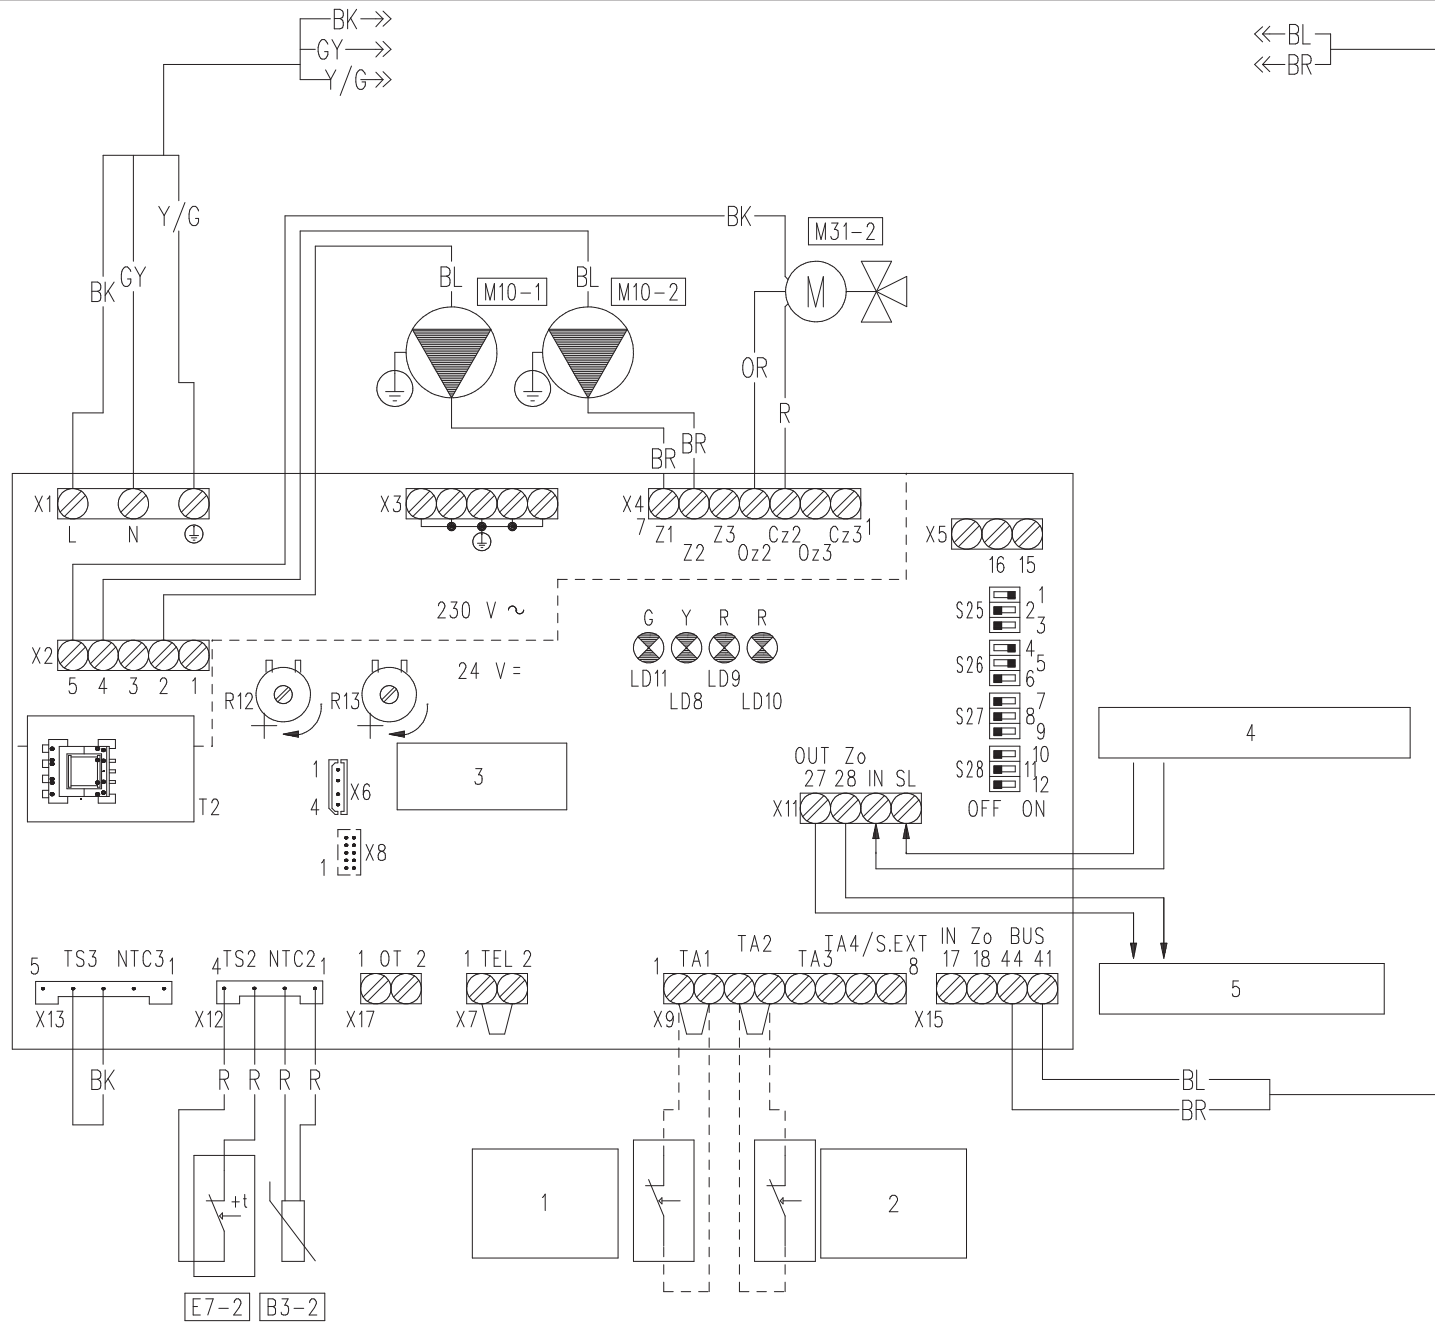 BK
GY
Y/G
BL
BR
Y/G
BK
GY
BK
M31-2
BL
M10-1
BL
M10-2
M
OR
R
BR
BR
X1
L N
X3
X4
7 Z1 Z3 Cz2 Cz3 1
Z2 Oz2 Oz3
X5
16 15
230 V ~
24 V =
X2
5 4 3 2 1
G Y R R
LD11 LD9
LD8 LD10
S25
1
2
3
S26
4
5
6
S27
7
8
9
S28
10
11
12
OFF ON
R12
R13
T2
1
4
X6
1
X8
3
OUT Zo
27 28 IN SL
X11
4
5 TS3 NTC3 1
X13
4 TS2 NTC2 1
X12
1 OT 2
X17
1 TEL 2
X7
1 TA1 TA2 TA3 TA4/S.EXT 8
X9
IN Zo BUS
17 18 44 41
X15
5
BK
R R R R
BL
BR
+t
1
2
E7-2
B3-2